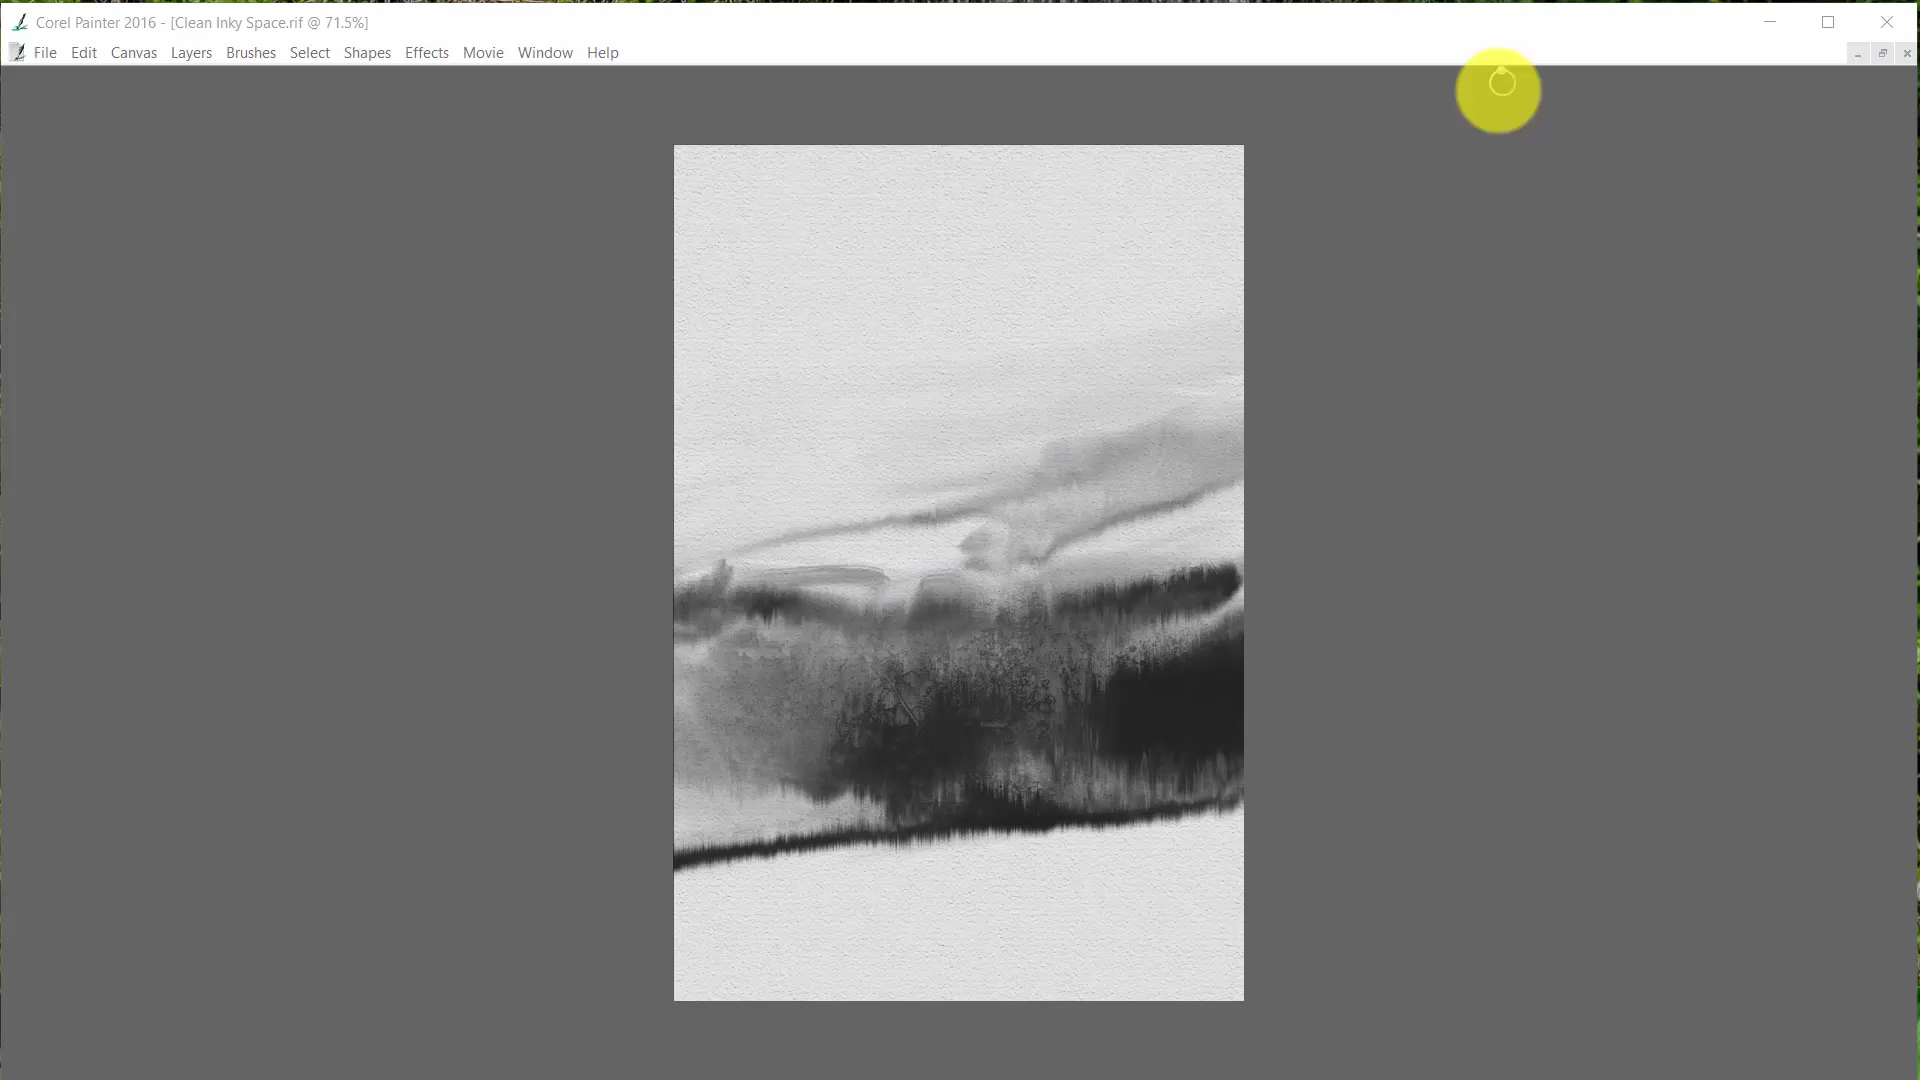 Corel Painter 2016 - [Clean Inky Space.rif @ 71.5%]
File Edit Canvas Layers Brushes Select Shapes Effects Movie Window Help